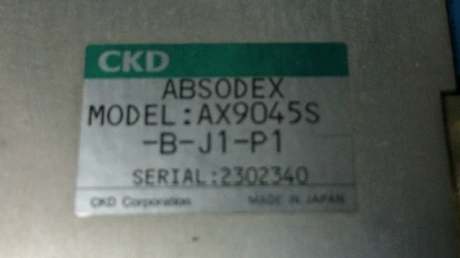 CKD
ABSODEX
MODEL:AX9045S
-B-J1-P1
SERIAL:2302340
CKD Corporation MADE IN JAPAN